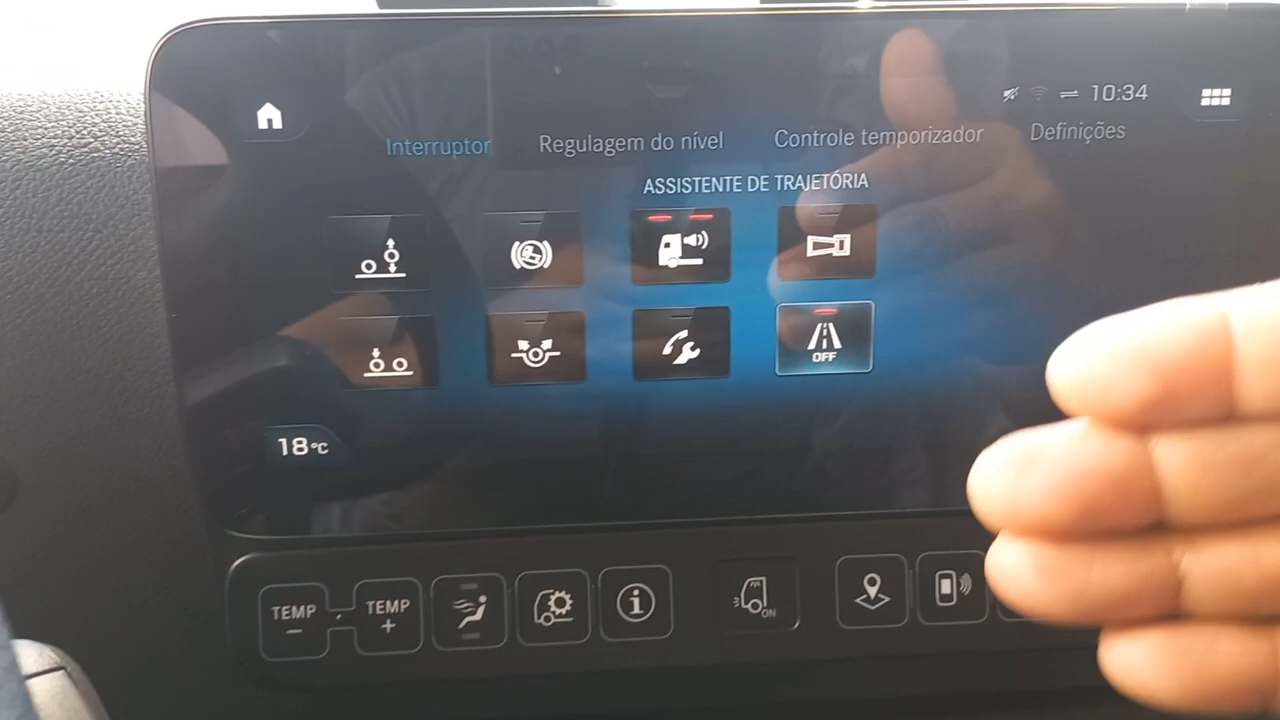 10:34
Interruptor
Regulagem do nível
Controle temporizador
Definições
ASSISTENTE DE TRAJETÓRIA
OFF
18°C
TEMP
−
TEMP
+
ON